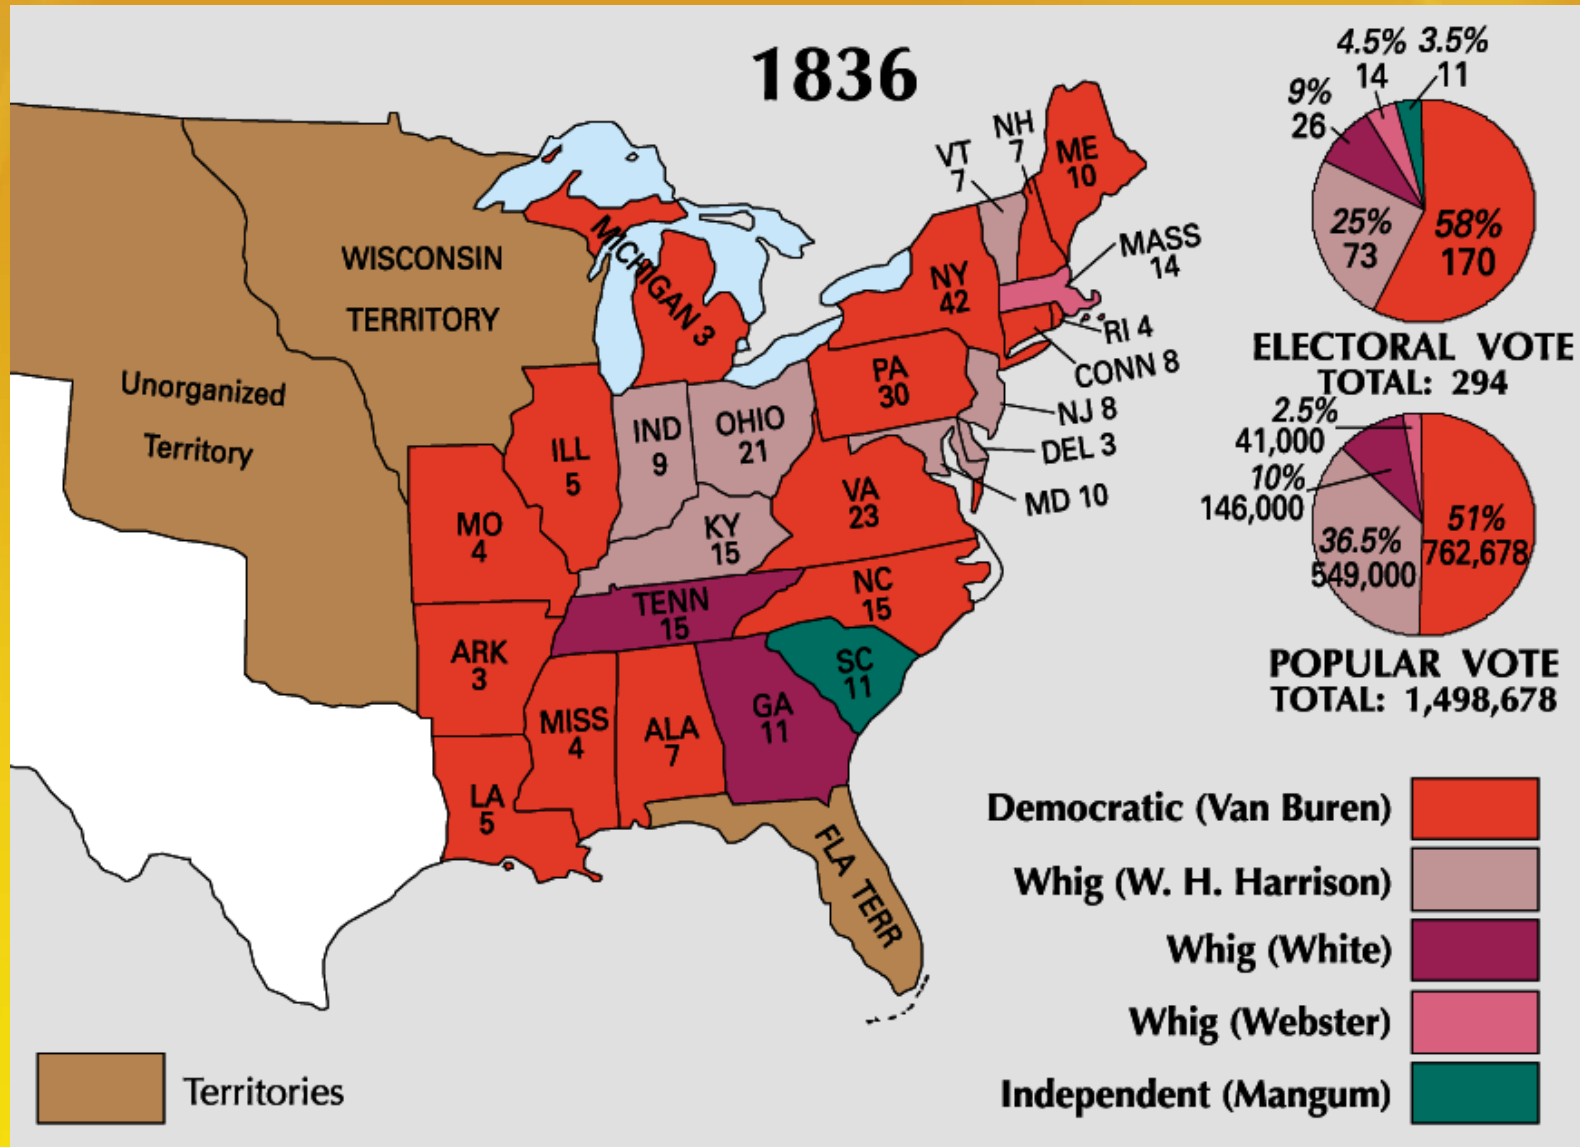 1836
WISCONSIN
TERRITORY
Unorganized
Territory
MICHIGAN 3
VT
7
NH
7
ME
10
MASS
14
NY
42
RI 4
CONN 8
PA
30
NJ 8
DEL 3
MD 10
ILL
5
IND
9
OHIO
21
VA
23
MO
4
KY
15
TENN
15
NC
15
ARK
3
SC
11
MISS
4
ALA
7
GA
11
LA
5
FLA TERR
4.5%
14
3.5%
11
9%
26
25%
73
58%
170
ELECTORAL VOTE
TOTAL: 294
2.5%
41,000
10%
146,000
36.5%
549,000
51%
762,678
POPULAR VOTE
TOTAL: 1,498,678
Democratic (Van Buren)
Whig (W. H. Harrison)
Whig (White)
Whig (Webster)
Independent (Mangum)
Territories